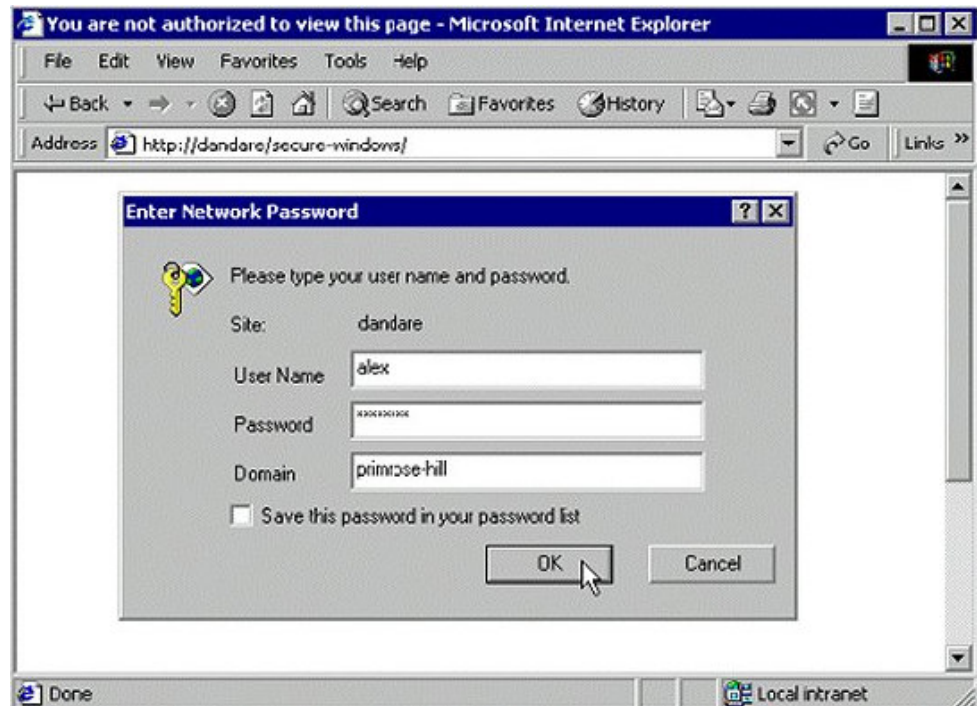 You are not authorized to view this page - Microsoft Internet Explorer
File Edit View Favorites Tools Help
Back Search Favorites History
Address http://dandare/secure-windows/ Go Links »
Enter Network Password
Please type your user name and password.
Site: dandare
User Name alex
Password ********* 
Domain primrose-hill
Save this password in your password list
OK Cancel
Done Local intranet